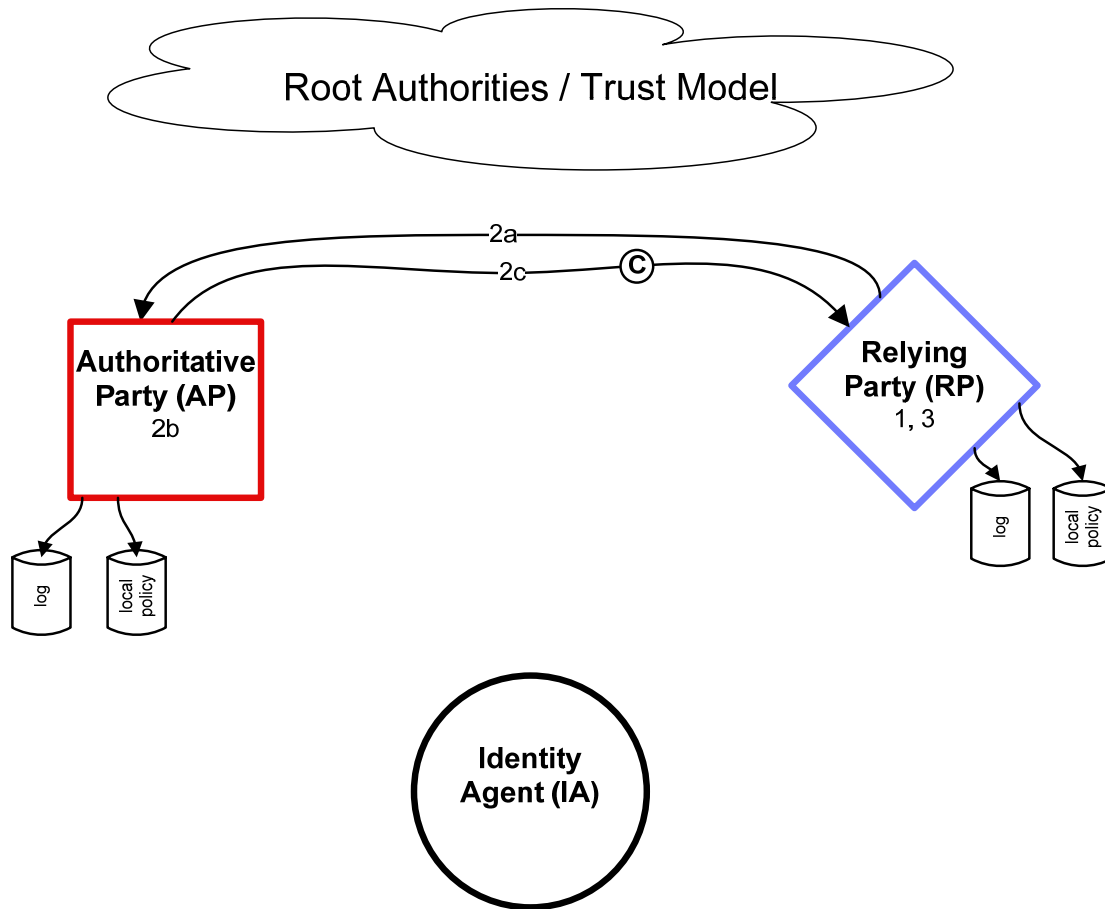 Root Authorities / Trust Model
2a
2c
C
Authoritative
Party (AP)
2b
Relying
Party (RP)
1, 3
log
local
policy
log
local
policy
Identity
Agent (IA)